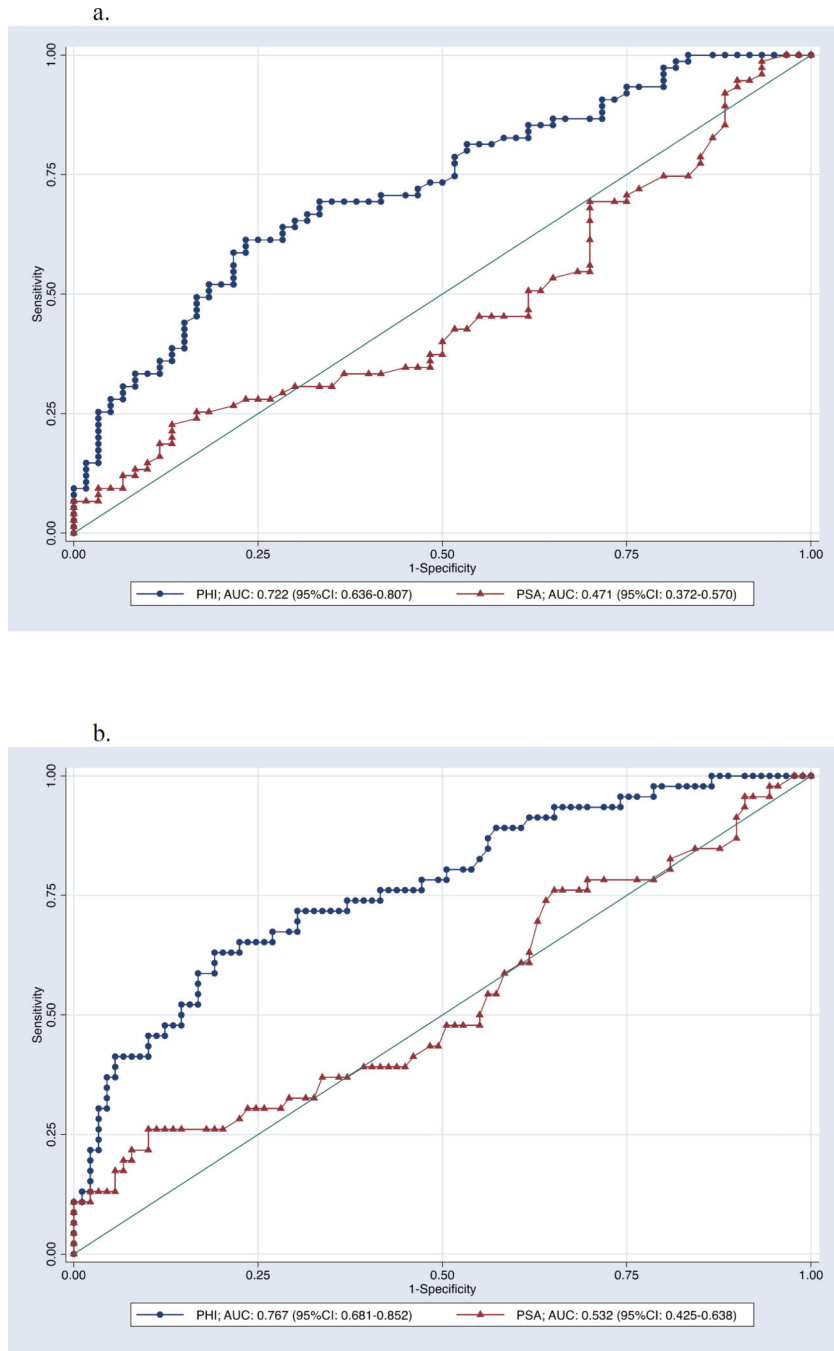 a.
1.00
0.75
0.50
0.25
0.00
Sensitivity
0.00 0.25 0.50 0.75 1.00
1-Specificity
PHI; AUC: 0.722 (95%CI: 0.636-0.807) PSA; AUC: 0.471 (95%CI: 0.372-0.570)
b.
1.00
0.75
0.50
0.25
0.00
Sensitivity
0.00 0.25 0.50 0.75 1.00
1-Specificity
PHI; AUC: 0.767 (95%CI: 0.681-0.852) PSA; AUC: 0.532 (95%CI: 0.425-0.638)